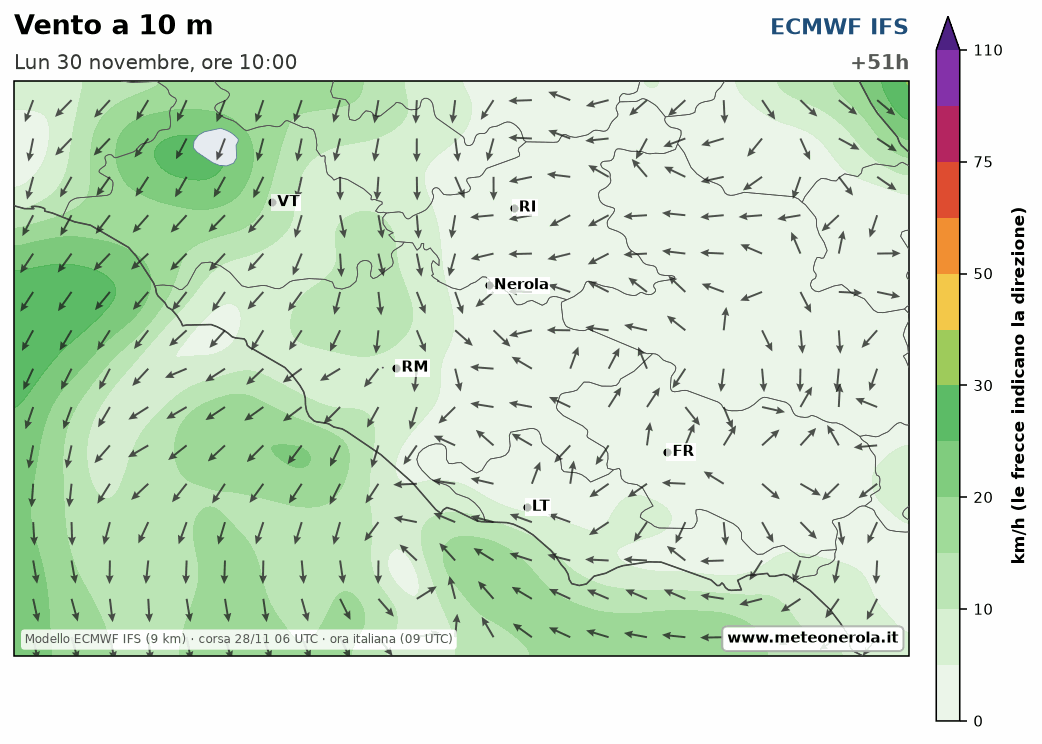 Vento a 10 m
ECMWF IFS
Lun 30 novembre, ore 10:00
+51h
VT
RI
Nerola
RM
FR
LT
110
75
50
30
20
10
0
km/h (le frecce indicano la direzione)
Modello ECMWF IFS (9 km) · corsa 28/11 06 UTC · ora italiana (09 UTC)
www.meteonerola.it